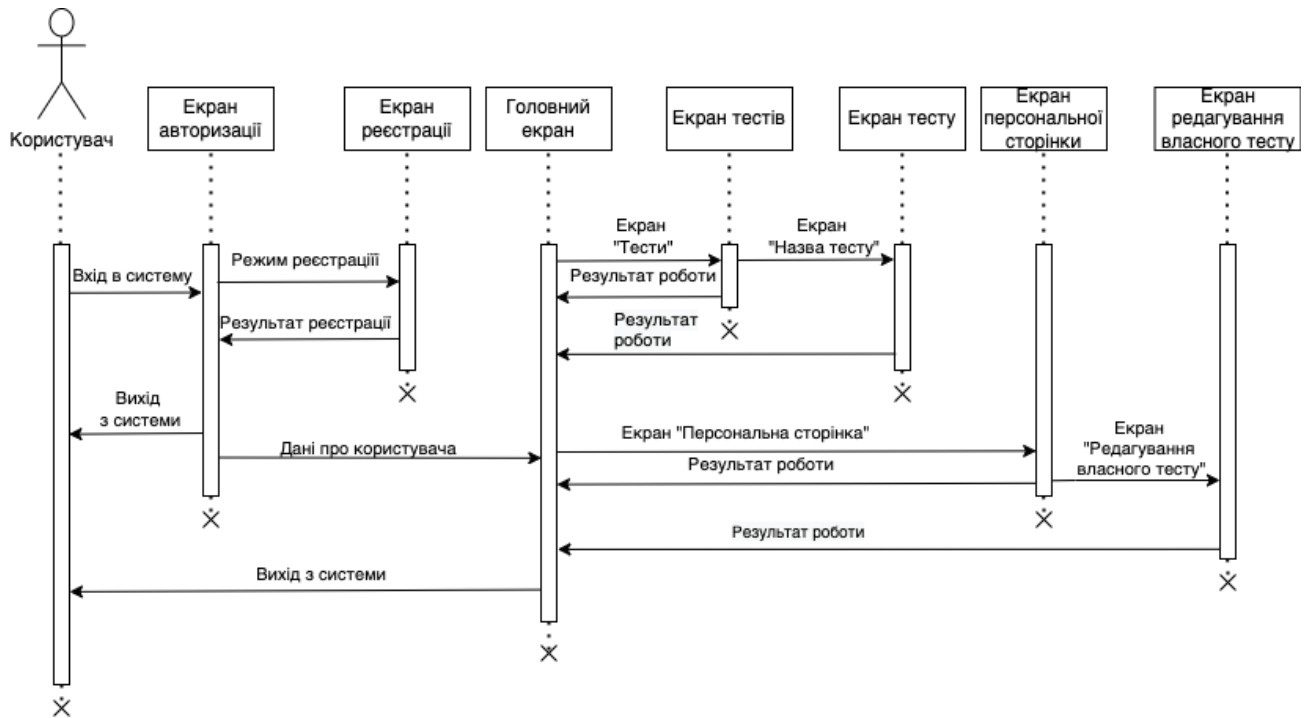 Користувач
Екран
авторизації
Екран
реєстрації
Головний
екран
Екран тестів
Екран тесту
Екран
персональної
сторінки
Екран
редагування
власного тесту
Екран
"Тести"
Екран
"Назва тесту"
Вхід в систему
Режим реєстраціїї
Результат роботи
Результат реєстрації
Результат
роботи
Вихід
з системи
Дані про користувача
Екран "Персональна сторінка"
Результат роботи
Екран
"Редагування
власного тесту"
Результат роботи
Вихід з системи